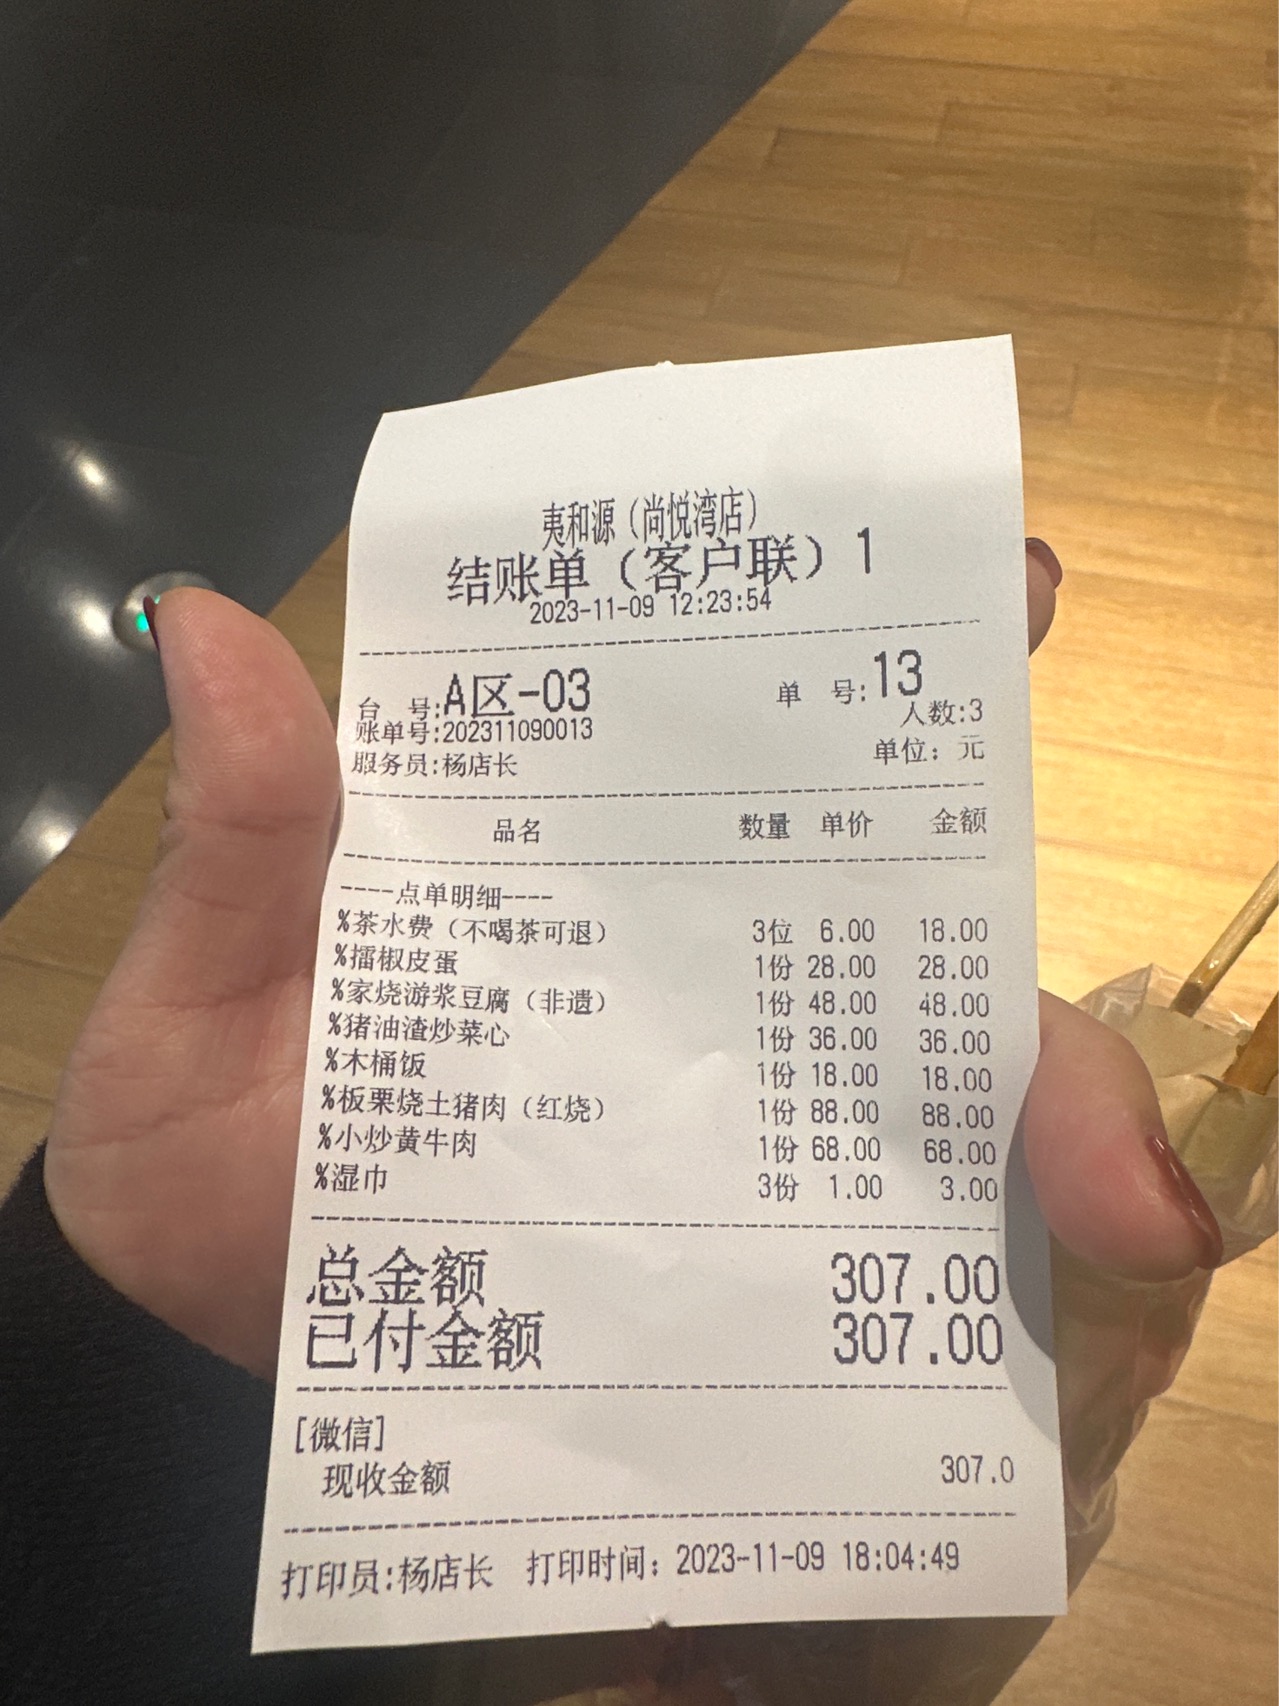 夷和源（尚悦湾店）
结账单（客户联）1
2023-11-09 12:23:54
台 号:A区-03 单 号:13
人数:3
账单号:202311090013
单位：元
服务员:杨店长
品名 数量 单价 金额
----点单明细----
%茶水费（不喝茶可退） 3位 6.00 18.00
%擂椒皮蛋 1份 28.00 28.00
%家烧游浆豆腐（非遗） 1份 48.00 48.00
%猪油渣炒菜心 1份 36.00 36.00
%木桶饭 1份 18.00 18.00
%板栗烧土猪肉（红烧） 1份 88.00 88.00
%小炒黄牛肉 1份 68.00 68.00
%湿巾 3份 1.00 3.00
总金额 307.00
已付金额 307.00
[微信]
现收金额 307.0
打印员:杨店长 打印时间：2023-11-09 18:04:49